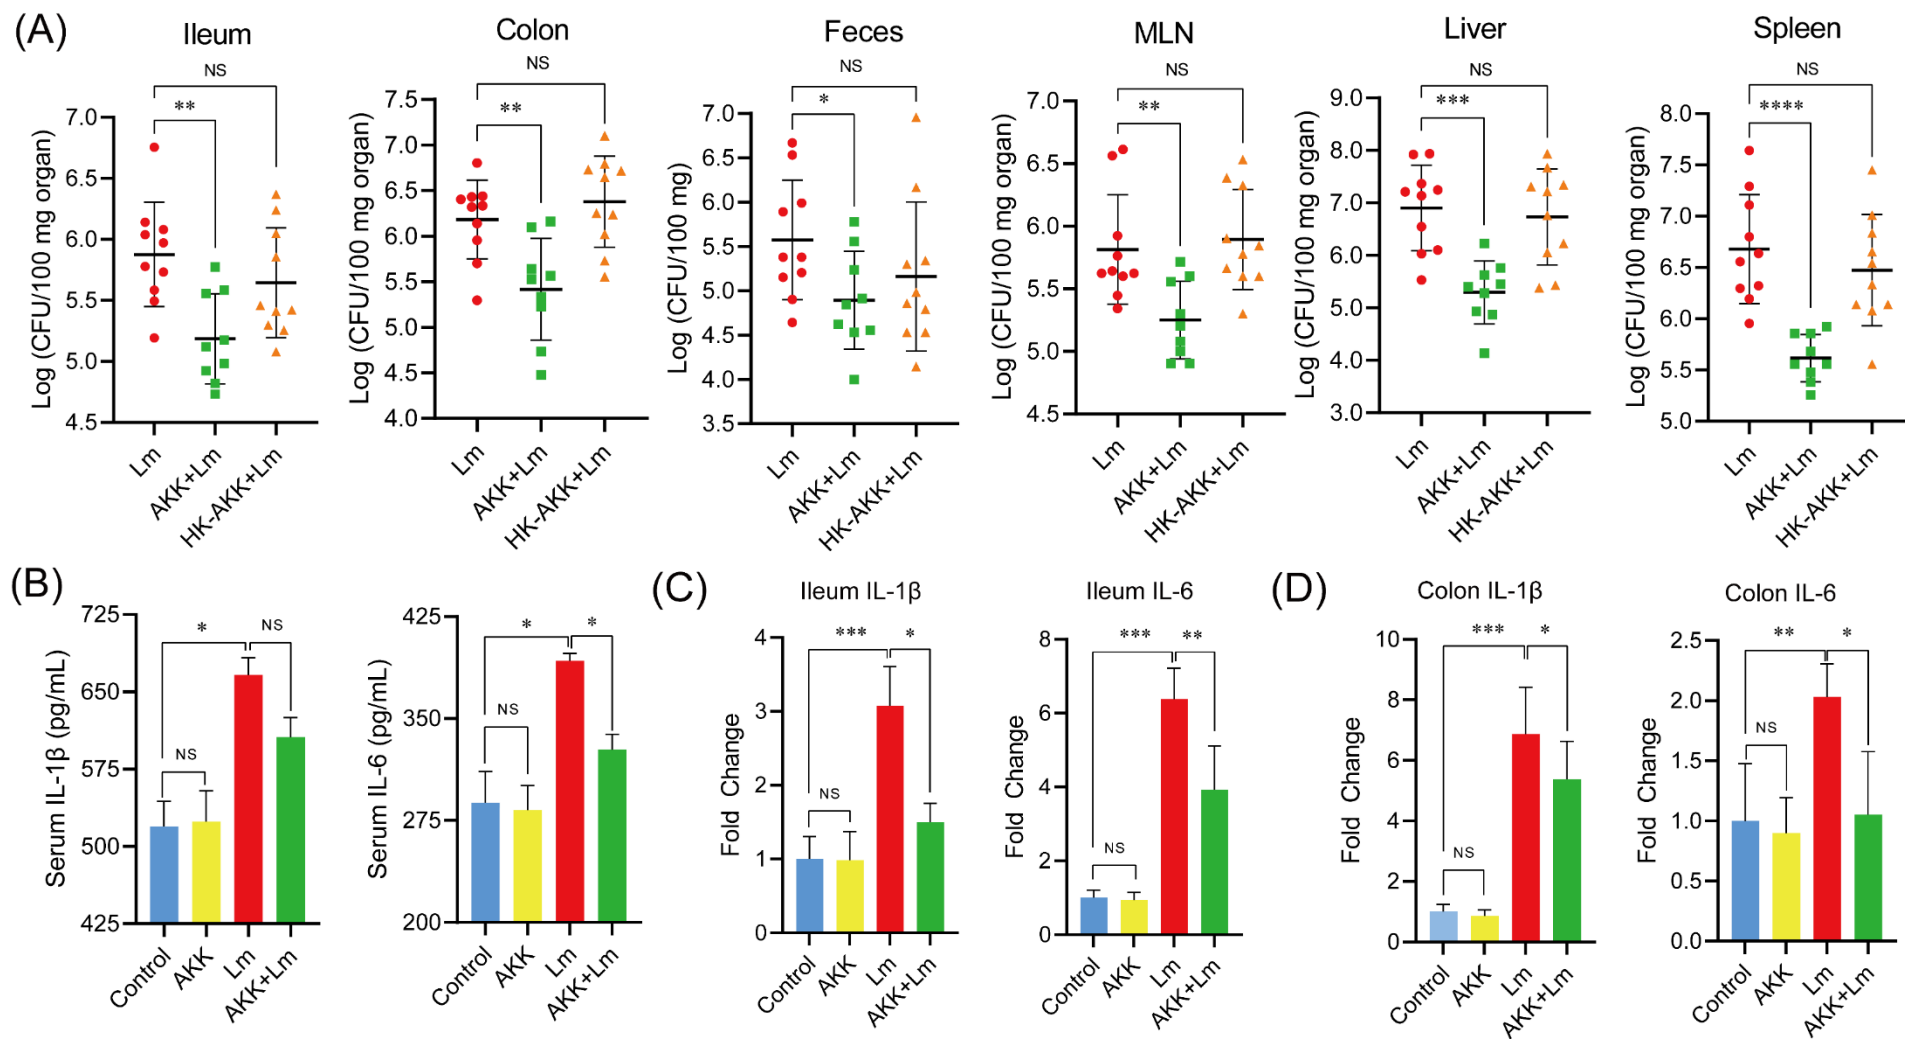 (A)
Ileum
NS
**
Log (CFU/100 mg organ)
7.0
6.5
6.0
5.5
5.0
4.5
Lm
AKK+Lm
HK-AKK+Lm
Colon
NS
**
Log (CFU/100 mg organ)
7.5
7.0
6.5
6.0
5.5
5.0
4.5
4.0
Lm
AKK+Lm
HK-AKK+Lm
Feces
NS
*
Log (CFU/100 mg)
7.0
6.5
6.0
5.5
5.0
4.5
4.0
3.5
Lm
AKK+Lm
HK-AKK+Lm
MLN
NS
**
Log (CFU/100 mg organ)
7.0
6.5
6.0
5.5
5.0
4.5
Lm
AKK+Lm
HK-AKK+Lm
Liver
NS
***
Log (CFU/100 mg organ)
9.0
8.0
7.0
6.0
5.0
4.0
3.0
Lm
AKK+Lm
HK-AKK+Lm
Spleen
NS
****
Log (CFU/100 mg organ)
8.0
7.5
7.0
6.5
6.0
5.5
5.0
Lm
AKK+Lm
HK-AKK+Lm
(B)
* NS
NS
Serum IL-1β (pg/mL)
725
650
575
500
425
Control
AKK
Lm
AKK+Lm
* *
NS
Serum IL-6 (pg/mL)
425
350
275
200
Control
AKK
Lm
AKK+Lm
(C)
Ileum IL-1β
*** *
NS
Fold Change
4
3
2
1
0
Control
AKK
Lm
AKK+Lm
Ileum IL-6
*** **
NS
Fold Change
8
6
4
2
0
Control
AKK
Lm
AKK+Lm
(D)
Colon IL-1β
*** *
NS
Fold Change
10
8
6
4
2
0
Control
AKK
Lm
AKK+Lm
Colon IL-6
** *
NS
Fold Change
2.5
2.0
1.5
1.0
0.5
0.0
Control
AKK
Lm
AKK+Lm